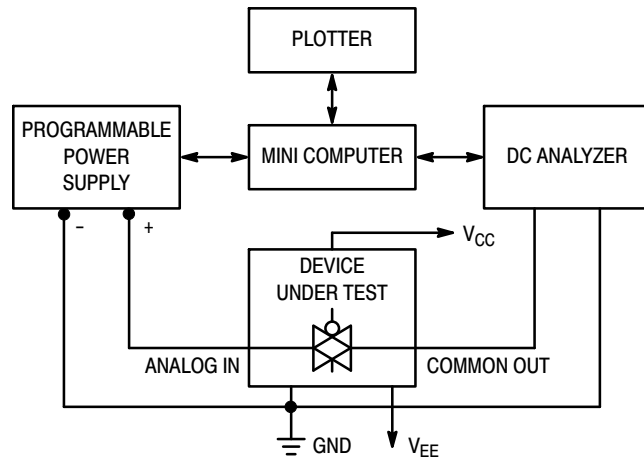 PLOTTER
PROGRAMMABLE
POWER
SUPPLY
MINI COMPUTER
DC ANALYZER
–
+
VCC
DEVICE
UNDER TEST
ANALOG IN
COMMON OUT
GND
VEE